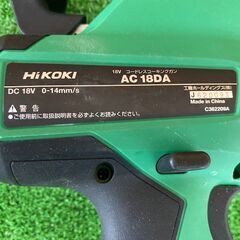 HiKOKI
18V コードレスコーキングガン
AC 18DA
DC 18V 0-14mm/s
工機ホールディングス(株)
Made in China
C362209A
⚠ 警告
●ご使用前に取扱説明書をよくお読みください。